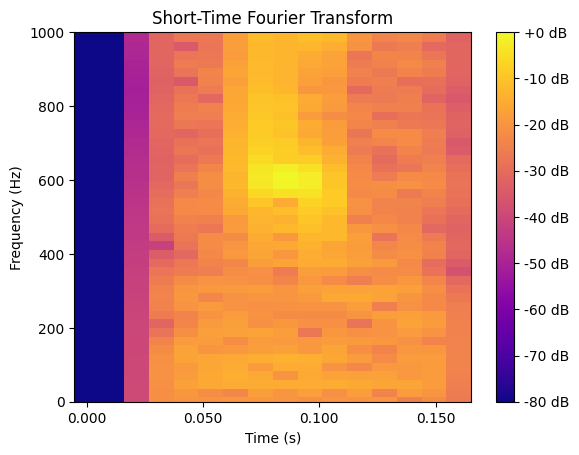 Short-Time Fourier Transform
Frequency (Hz)
1000
800
600
400
200
0
0.000
0.050
0.100
0.150
Time (s)
+0 dB
-10 dB
-20 dB
-30 dB
-40 dB
-50 dB
-60 dB
-70 dB
-80 dB